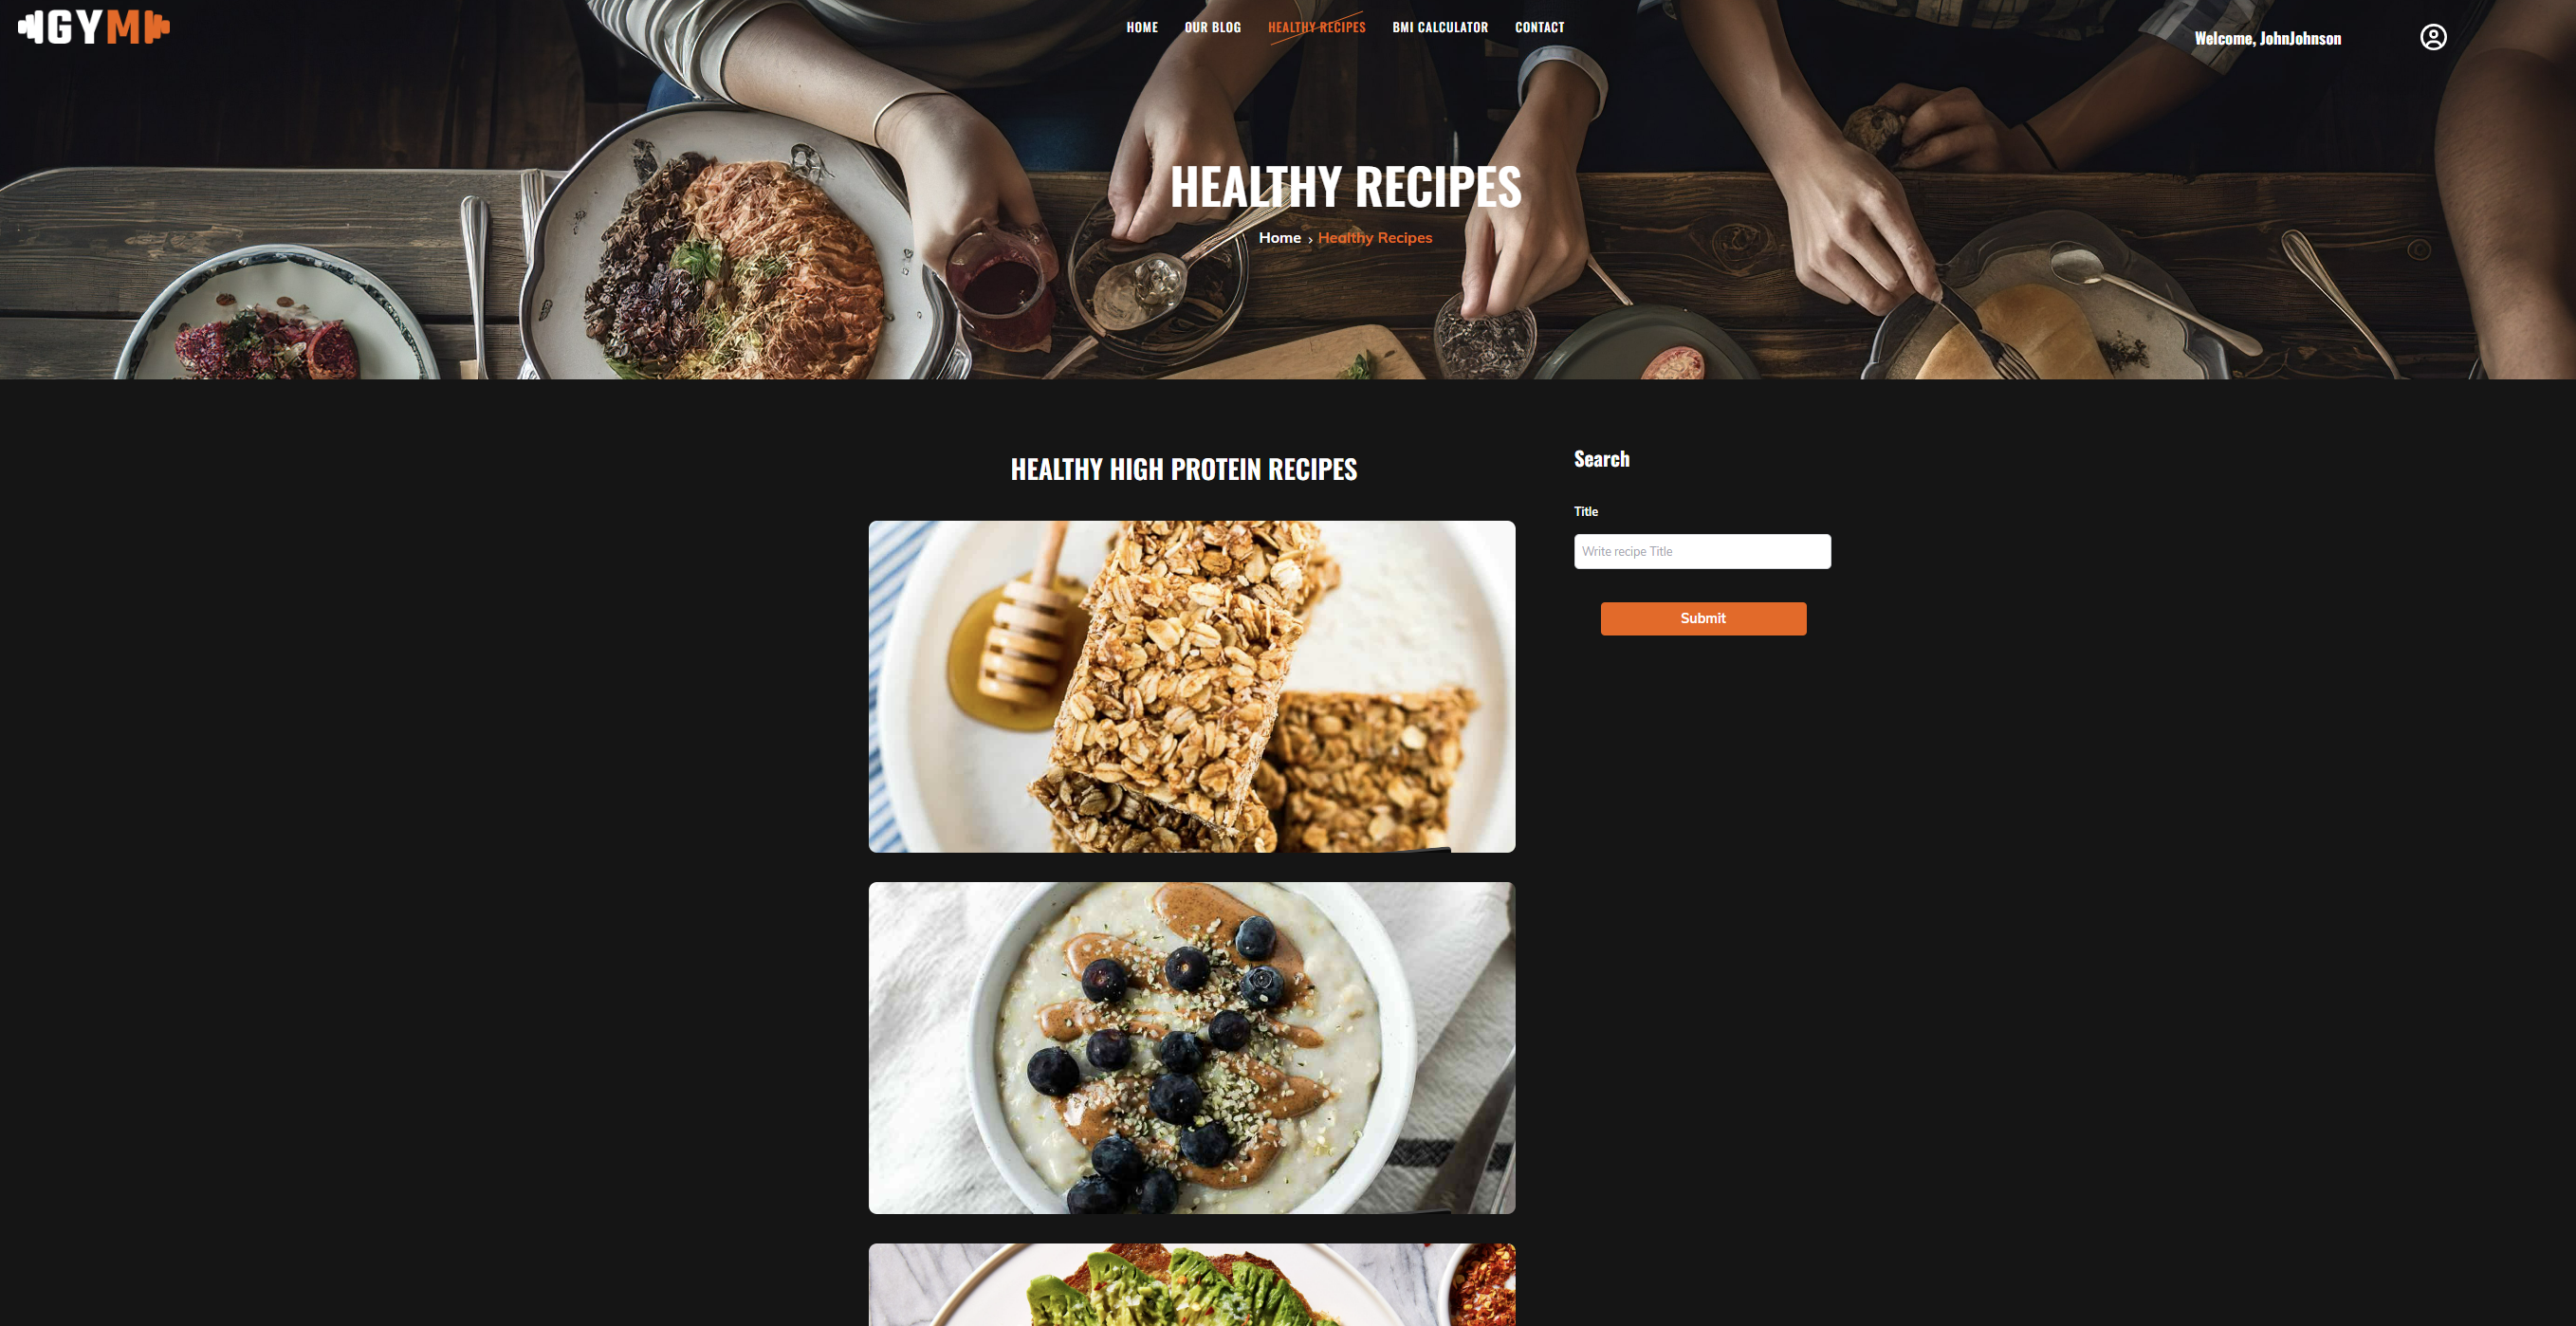 GYM
HOME
OUR BLOG
HEALTHY RECIPES
BMI CALCULATOR
CONTACT
Welcome, JohnJohnson
HEALTHY RECIPES
Home › Healthy Recipes
HEALTHY HIGH PROTEIN RECIPES
Search
Title
Write recipe Title
Submit